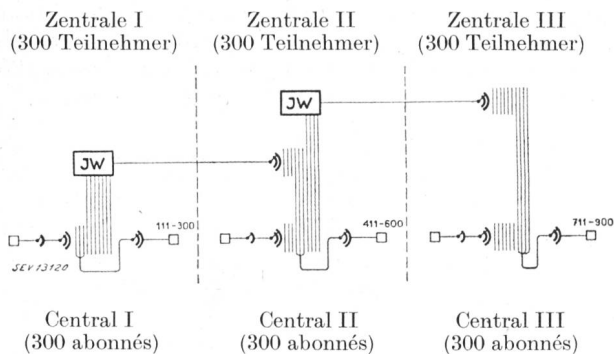 Zentrale I
(300 Teilnehmer)
Zentrale II
(300 Teilnehmer)
Zentrale III
(300 Teilnehmer)
JW
JW
111-300
411-600
711-900
SEV13120
Central I
(300 abonnés)
Central II
(300 abonnés)
Central III
(300 abonnés)